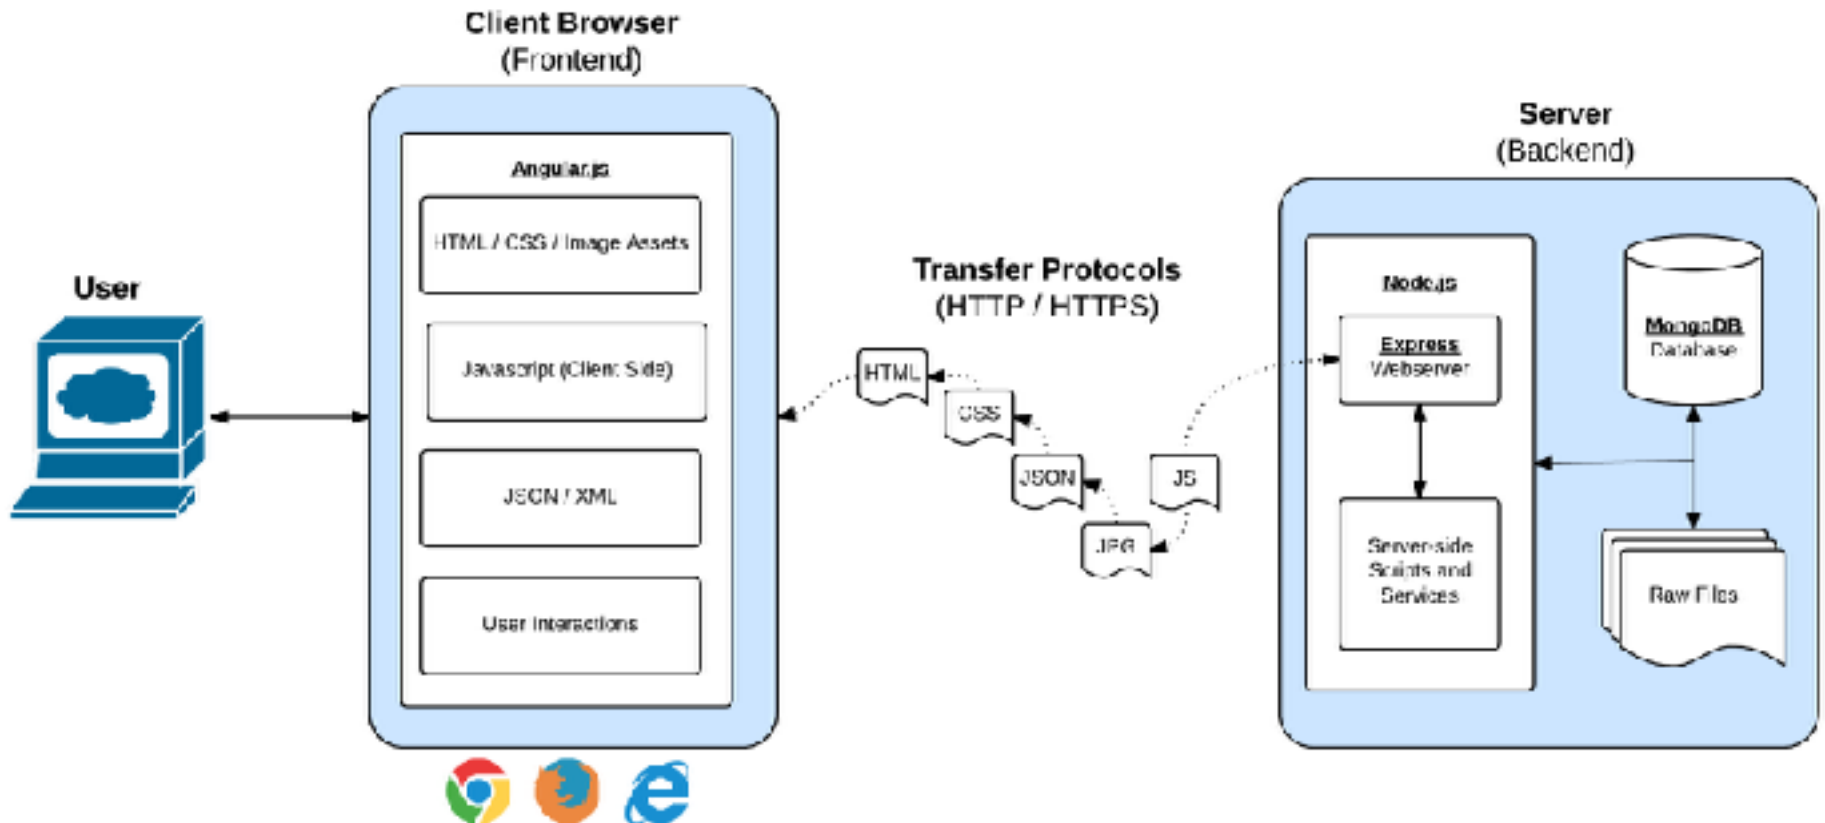 Client Browser
(Frontend)
Angular.js
HTML / CSS / Image Assets
Javascript (Client Side)
JSON / XML
User Interactions
User
Transfer Protocols
(HTTP / HTTPS)
HTML
CSS
JSON
JPG
JS
Server
(Backend)
Node.js
Express
Webserver
Server-side
Scripts and
Services
MongoDB
Database
Raw Files